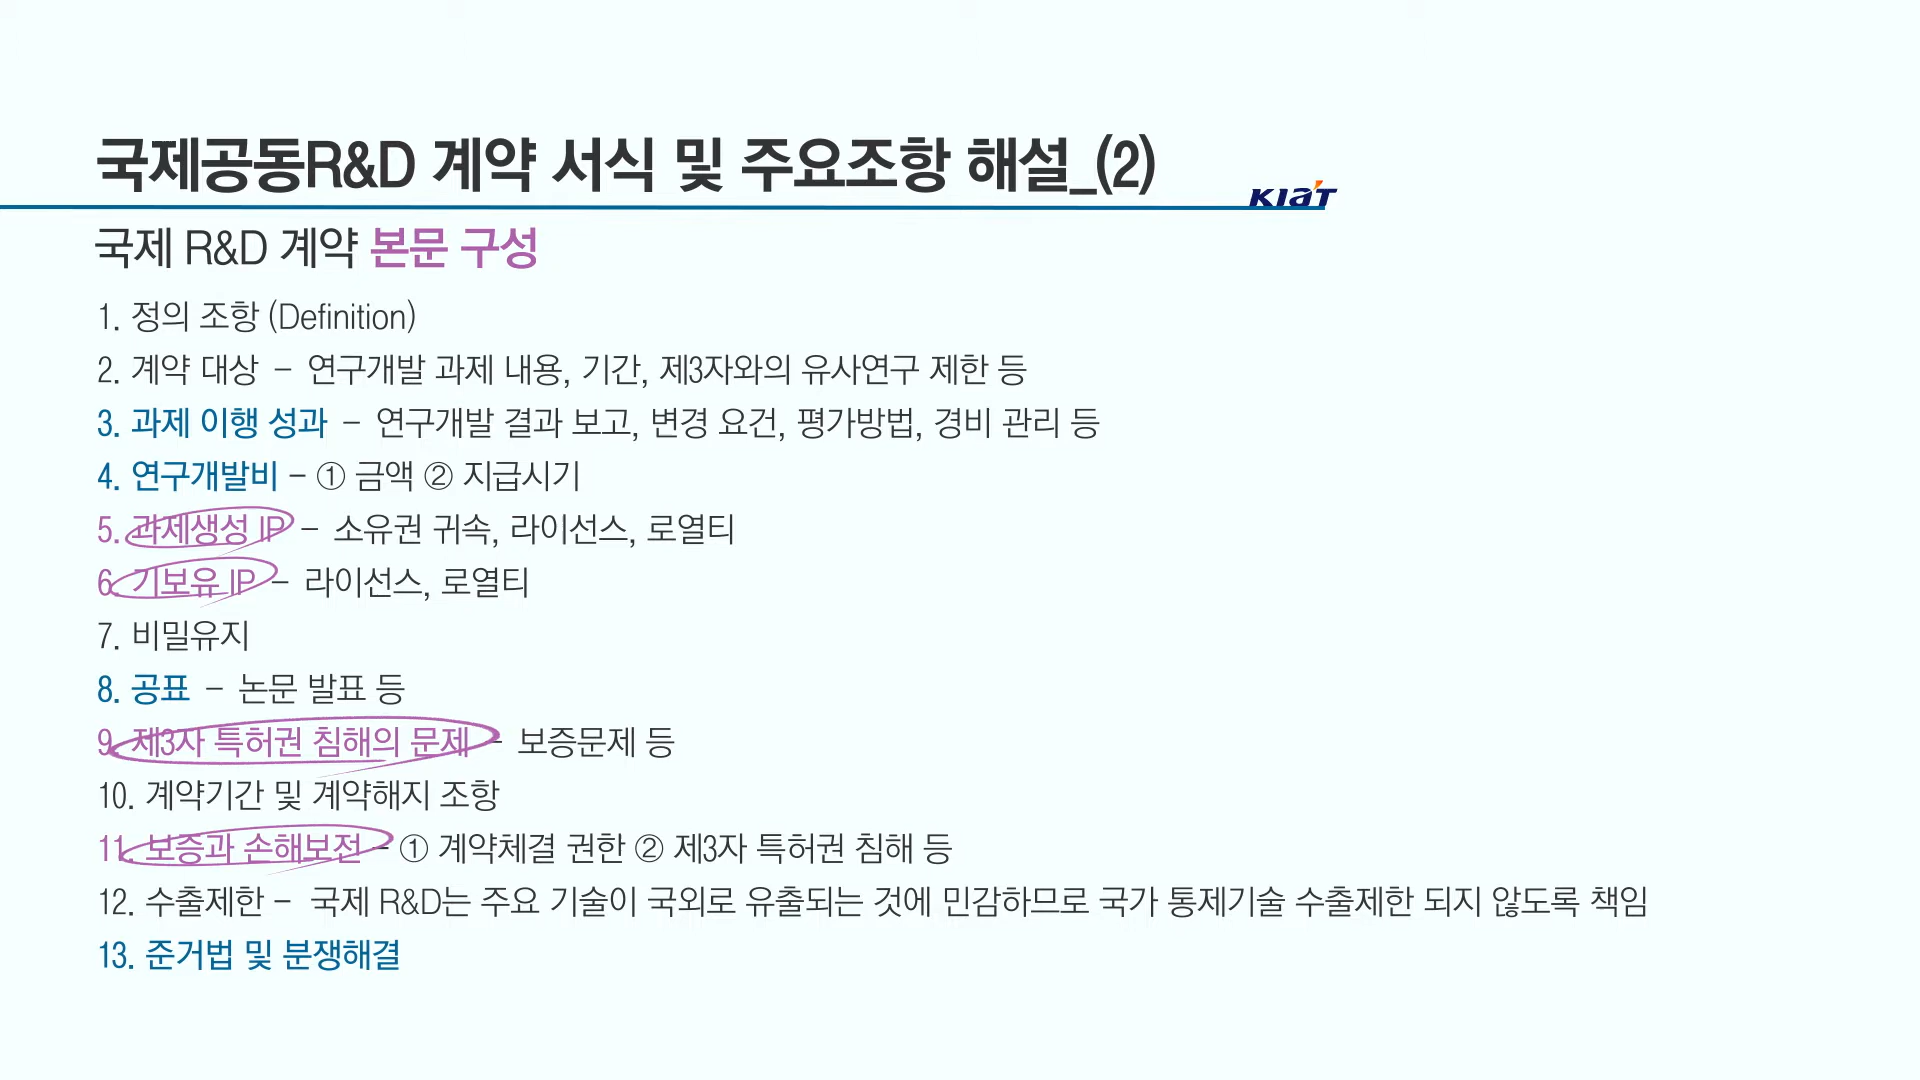 국제공동R&D 계약 서식 및 주요조항 해설_(2)
KIAT
국제 R&D 계약 본문 구성
1. 정의 조항 (Definition)
2. 계약 대상 – 연구개발 과제 내용, 기간, 제3자와의 유사연구 제한 등
3. 과제 이행 성과 – 연구개발 결과 보고, 변경 요건, 평가방법, 경비 관리 등
4. 연구개발비 – ① 금액 ② 지급시기
5. 과제생성 IP – 소유권 귀속, 라이선스, 로열티
6. 기보유 IP – 라이선스, 로열티
7. 비밀유지
8. 공표 – 논문 발표 등
9. 제3자 특허권 침해의 문제 – 보증문제 등
10. 계약기간 및 계약해지 조항
11. 보증과 손해보전 – ① 계약체결 권한 ② 제3자 특허권 침해 등
12. 수출제한 – 국제 R&D는 주요 기술이 국외로 유출되는 것에 민감하므로 국가 통제기술 수출제한 되지 않도록 책임
13. 준거법 및 분쟁해결